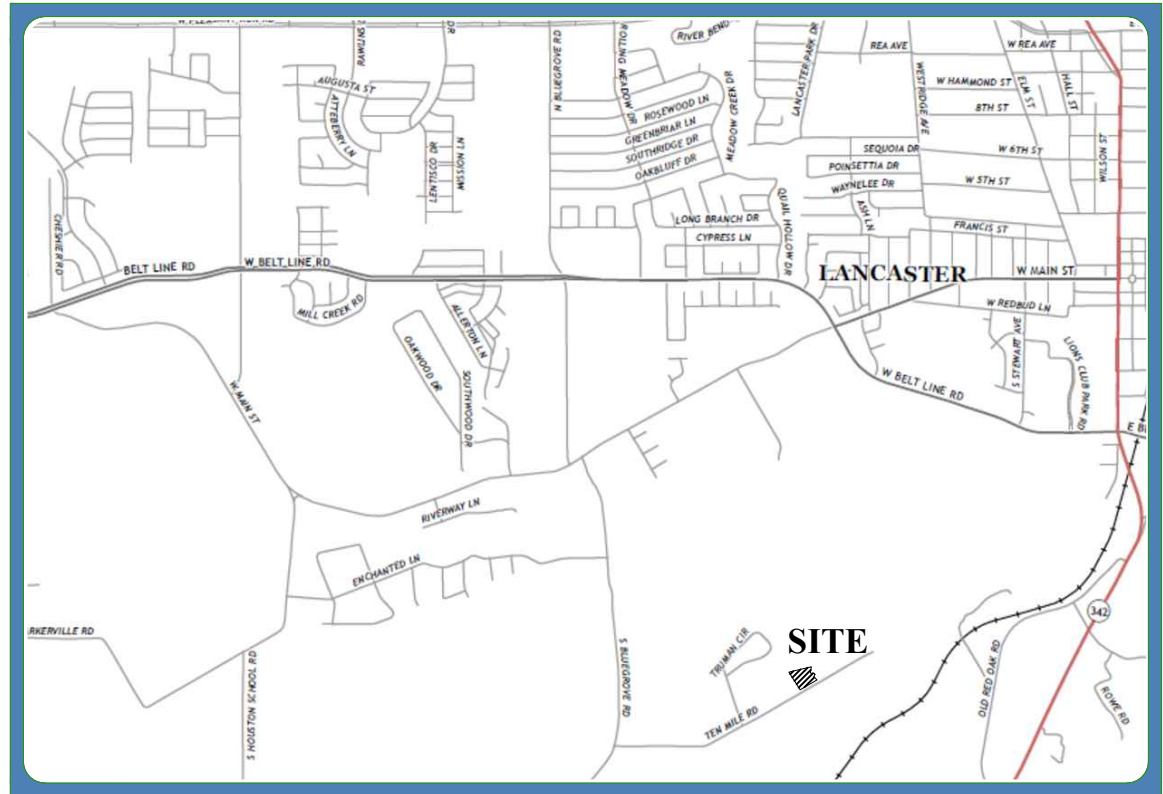 W PLEASANT RUN RD
RAWLINS
DR
N BLUEGROVE RD
ROLLING MEADOW DR
RIVER BEND
LANCASTER PARK DR
REA AVE
W REA AVE
AUGUSTA ST
ATTEBERRY LN
ROSEWOOD LN
GREENBRIAR LN
SOUTHRIDGE DR
OAKBLUFF DR
MEADOW CREEK DR
WESTRIDGE AVE
W HAMMOND ST
ELM ST
HALL ST
8TH ST
LENTISCO DR
MISSION LN
SEQUOIA DR
W 6TH ST
WILSON ST
POINSETTIA DR
WAYNELEE DR
W 5TH ST
ASH LN
CHESHIER RD
LONG BRANCH DR
CYPRESS LN
QUAIL HOLLOW DR
FRANCIS ST
BELT LINE RD
W BELT LINE RD
LANCASTER
W MAIN ST
MILL CREEK RD
ALLERTON LN
W REDBUD LN
OAKWOOD DR
S STEWART AVE
LIONS CLUB PARK RD
W MAIN ST
SOUTHWOOD DR
W BELT LINE RD
E B
RIVERWAY LN
ENCHANTED LN
342
ARKERVILLE RD
SITE
TRUMAN CIR
S BLUEGROVE RD
OLD RED OAK RD
S HOUSTON SCHOOL RD
ROWE RD
TEN MILE RD